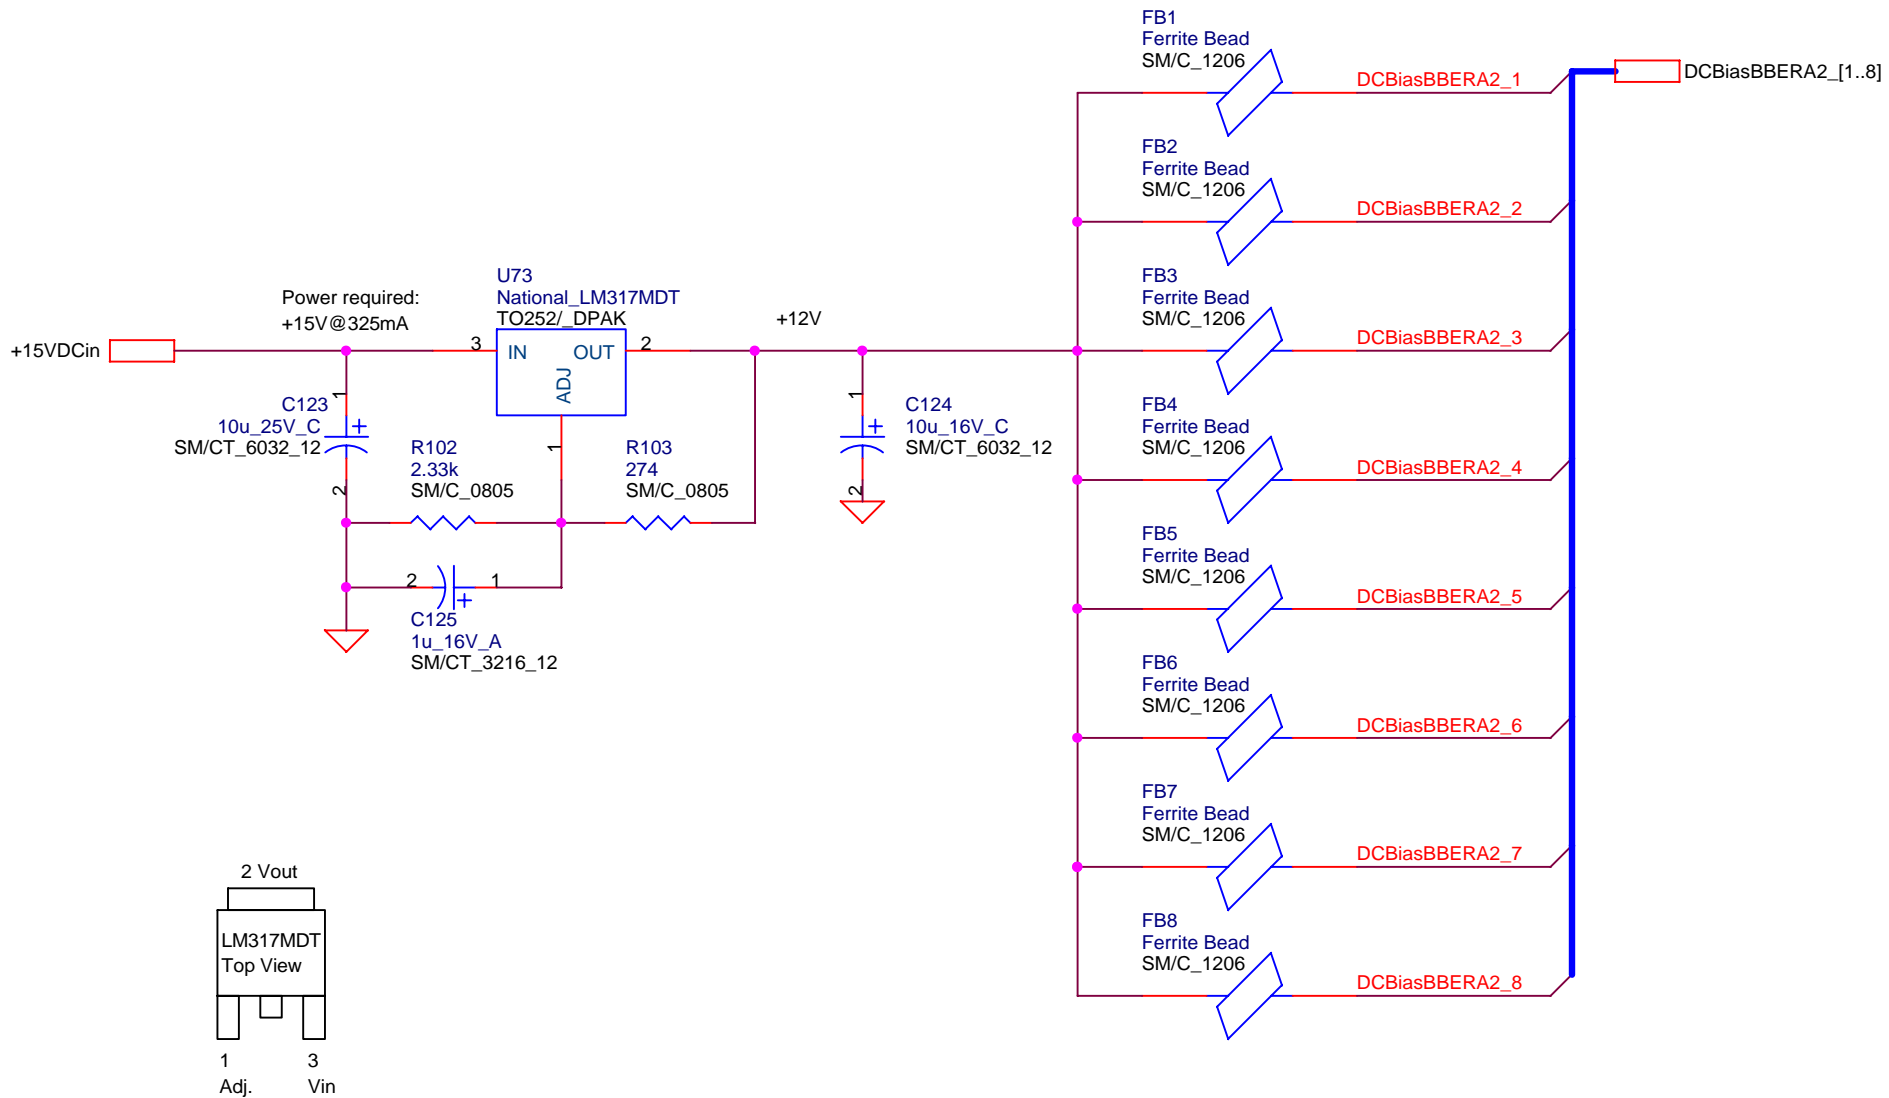 FB1
Ferrite Bead
SM/C_1206
DCBiasBBERA2_1
DCBiasBBERA2_[1..8]
FB2
Ferrite Bead
SM/C_1206
DCBiasBBERA2_2
FB3
Ferrite Bead
SM/C_1206
DCBiasBBERA2_3
U73
National_LM317MDT
TO252/_DPAK
Power required:
+15V@325mA
+12V
+15VDCin
3
IN
OUT
2
ADJ
1
1
C123
10u_25V_C
SM/CT_6032_12
+
2
R102
2.33k
SM/C_0805
R103
274
SM/C_0805
1
+
2
C124
10u_16V_C
SM/CT_6032_12
2
1
+
C125
1u_16V_A
SM/CT_3216_12
FB4
Ferrite Bead
SM/C_1206
DCBiasBBERA2_4
FB5
Ferrite Bead
SM/C_1206
DCBiasBBERA2_5
FB6
Ferrite Bead
SM/C_1206
DCBiasBBERA2_6
FB7
Ferrite Bead
SM/C_1206
DCBiasBBERA2_7
FB8
Ferrite Bead
SM/C_1206
DCBiasBBERA2_8
2 Vout
LM317MDT
Top View
1
Adj.
3
Vin